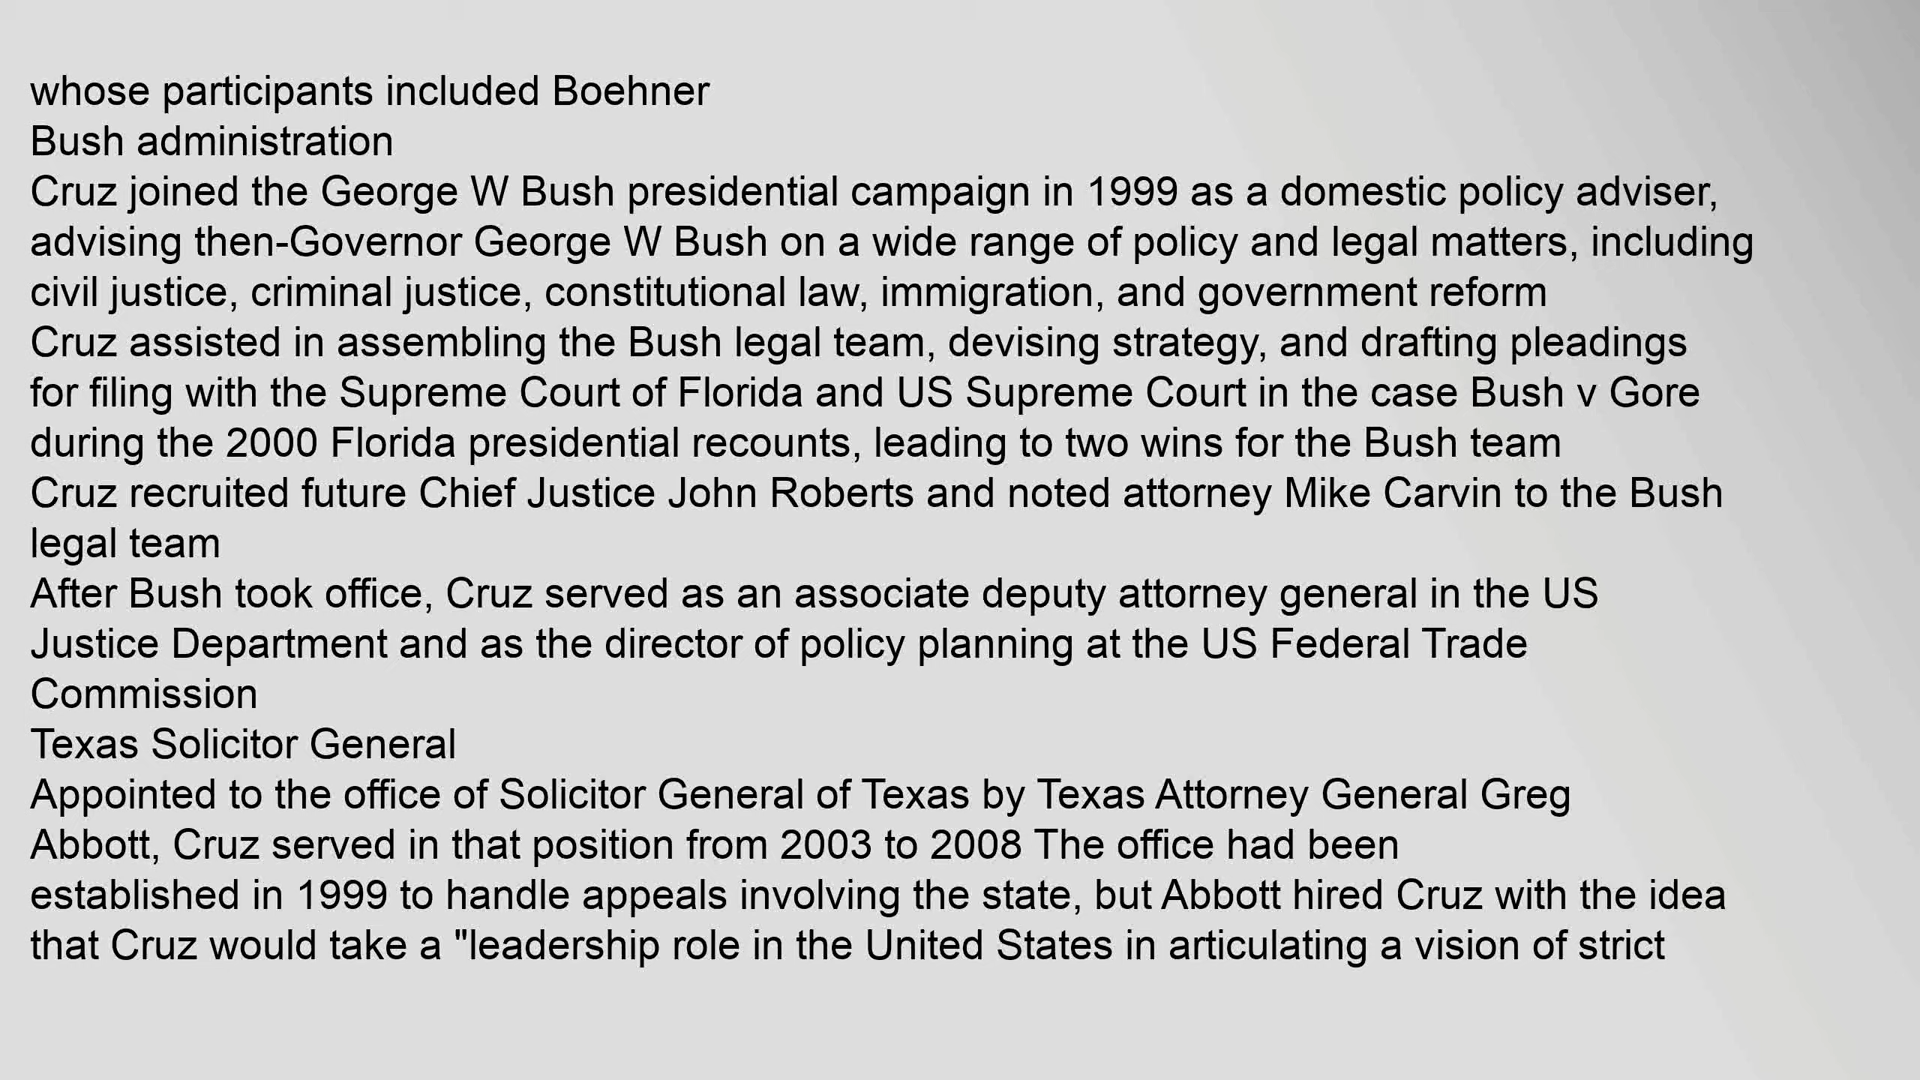 whose participants included Boehner
Bush administration
Cruz joined the George W Bush presidential campaign in 1999 as a domestic policy adviser,
advising then-Governor George W Bush on a wide range of policy and legal matters, including
civil justice, criminal justice, constitutional law, immigration, and government reform
Cruz assisted in assembling the Bush legal team, devising strategy, and drafting pleadings
for filing with the Supreme Court of Florida and US Supreme Court in the case Bush v Gore
during the 2000 Florida presidential recounts, leading to two wins for the Bush team
Cruz recruited future Chief Justice John Roberts and noted attorney Mike Carvin to the Bush
legal team
After Bush took office, Cruz served as an associate deputy attorney general in the US
Justice Department and as the director of policy planning at the US Federal Trade
Commission
Texas Solicitor General
Appointed to the office of Solicitor General of Texas by Texas Attorney General Greg
Abbott, Cruz served in that position from 2003 to 2008 The office had been
established in 1999 to handle appeals involving the state, but Abbott hired Cruz with the idea
that Cruz would take a "leadership role in the United States in articulating a vision of strict